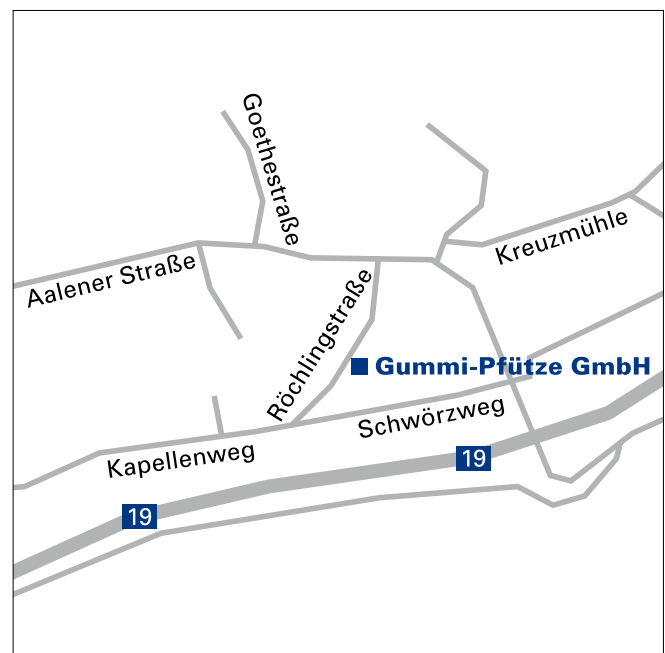 Goethestraße
Kreuzmühle
Aalener Straße
Röchlingstraße
Gummi-Pfütze GmbH
Schwörzweg
Kapellenweg
19
19